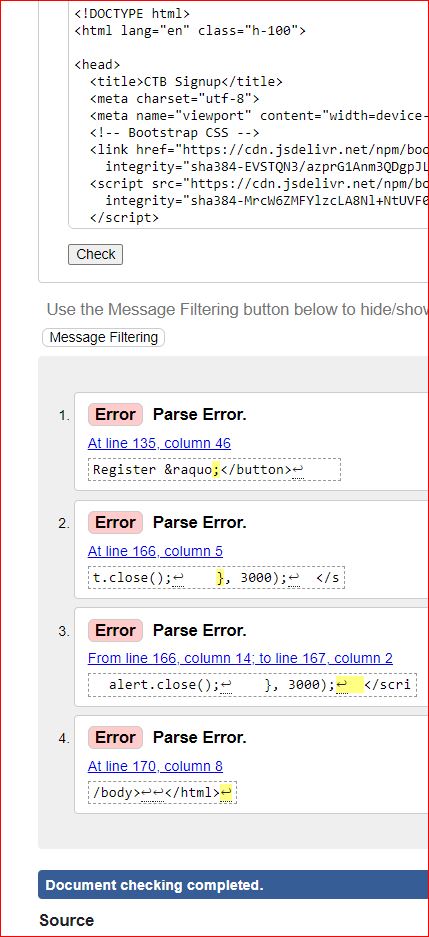 <!DOCTYPE html>
<html lang="en" class="h-100">
<head>
<title>CTB Signup</title>
<meta charset="utf-8">
<meta name="viewport" content="width=device-
<!-- Bootstrap CSS -->
<link href="https://cdn.jsdelivr.net/npm/boo
integrity="sha384-EVSTQN3/azprG1Anm3QDgpJL
<script src="https://cdn.jsdelivr.net/npm/bo
integrity="sha384-MrcW6ZMFYlzcLA8Nl+NtUVF0
</script>
Check
Use the Message Filtering button below to hide/show
Message Filtering
1. Error Parse Error.
At line 135, column 46
Register &raquo;</button>↩
2. Error Parse Error.
At line 166, column 5
t.close();↩ }, 3000);↩ </s
3. Error Parse Error.
From line 166, column 14; to line 167, column 2
alert.close();↩ }, 3000);↩ </scri
4. Error Parse Error.
At line 170, column 8
/body>↩↩</html>↩
Document checking completed.
Source